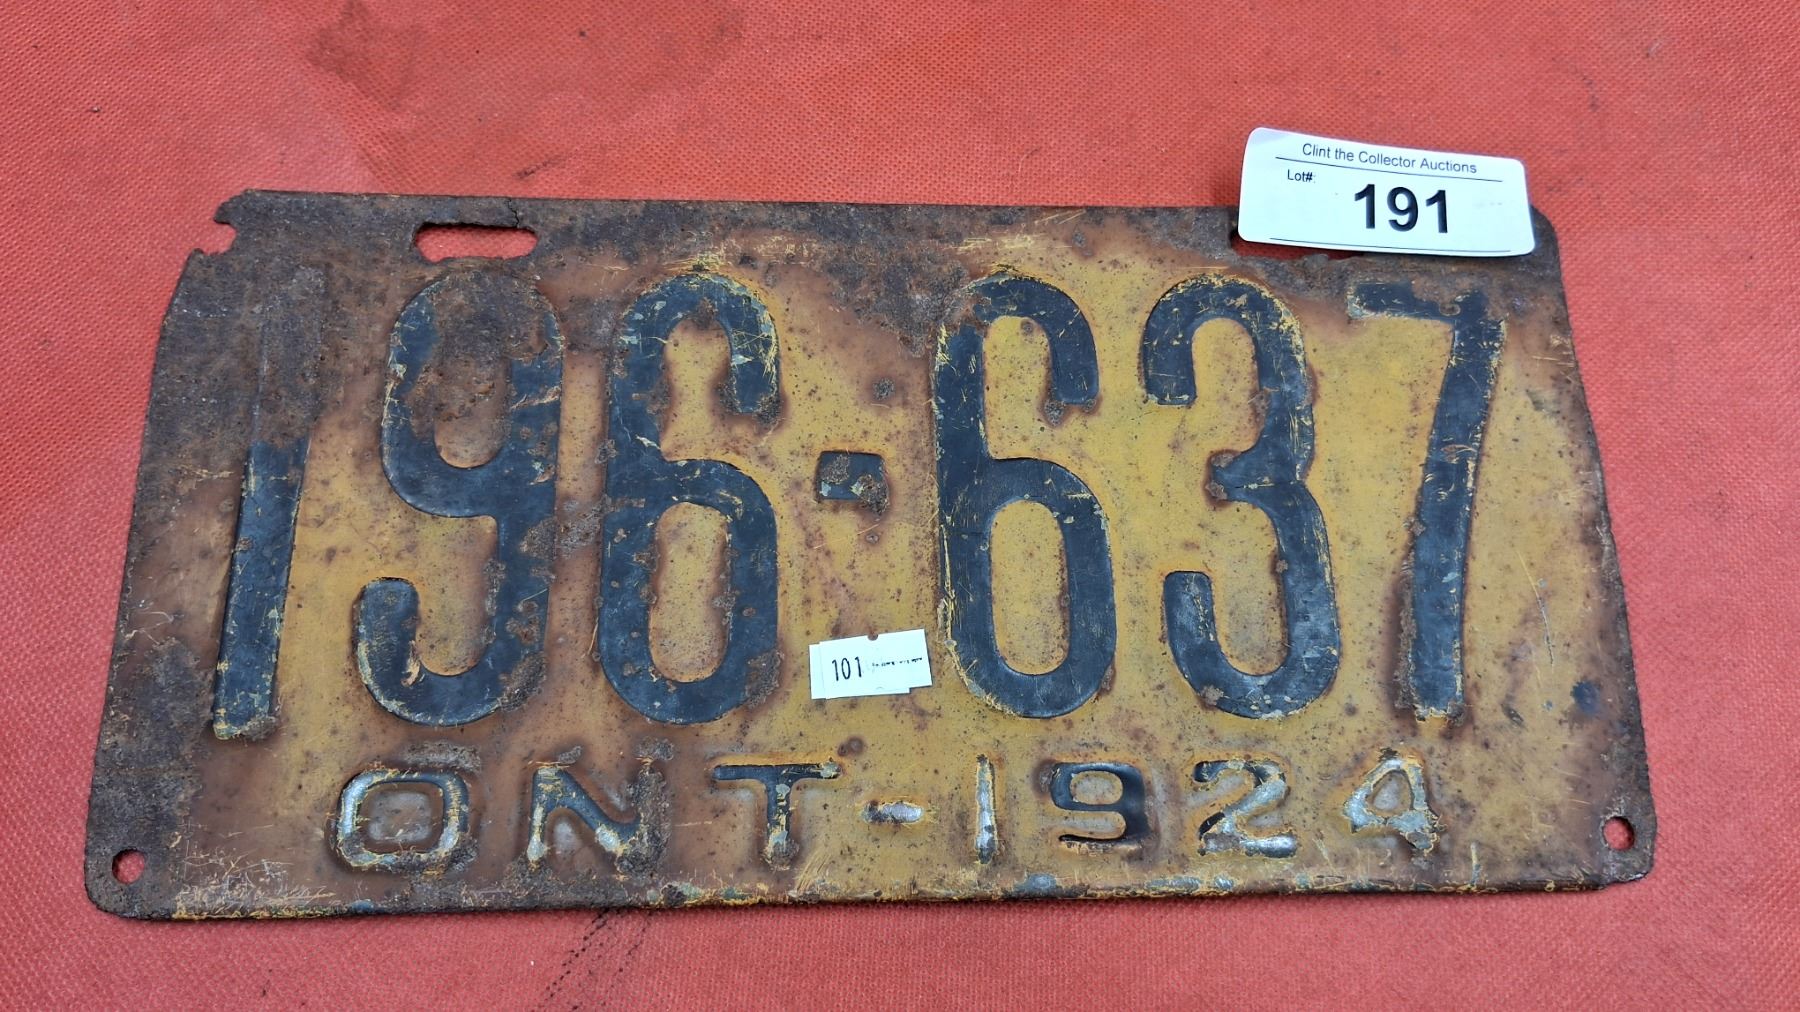 Clint the Collector Auctions
Lot#:
191
196-637
101
ONT-1924